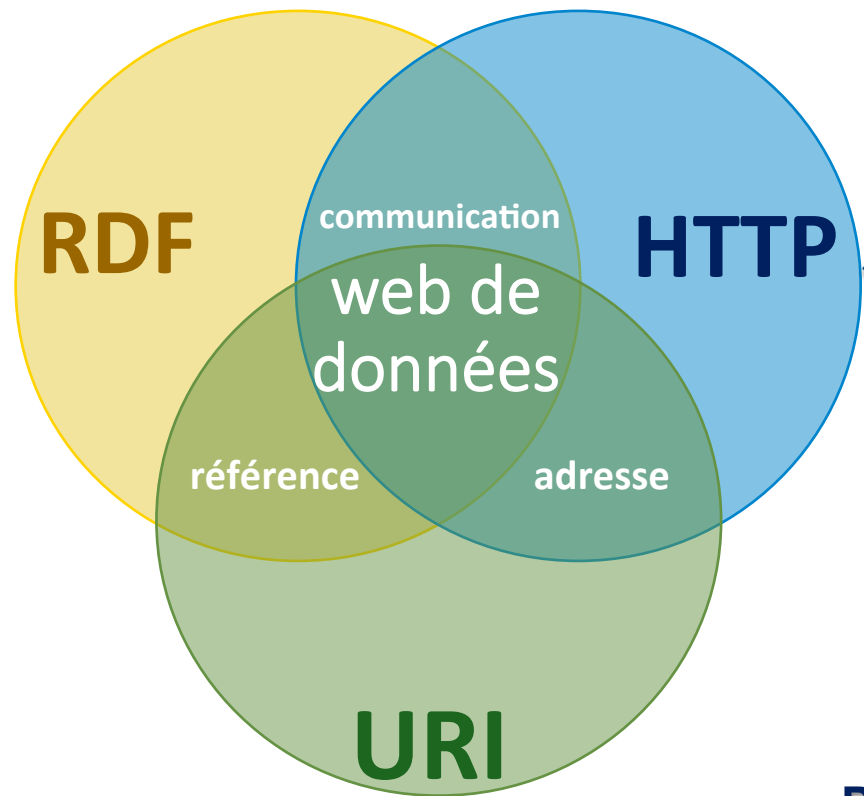 RDF
HTTP
communication
web de
données
référence
adresse
URI